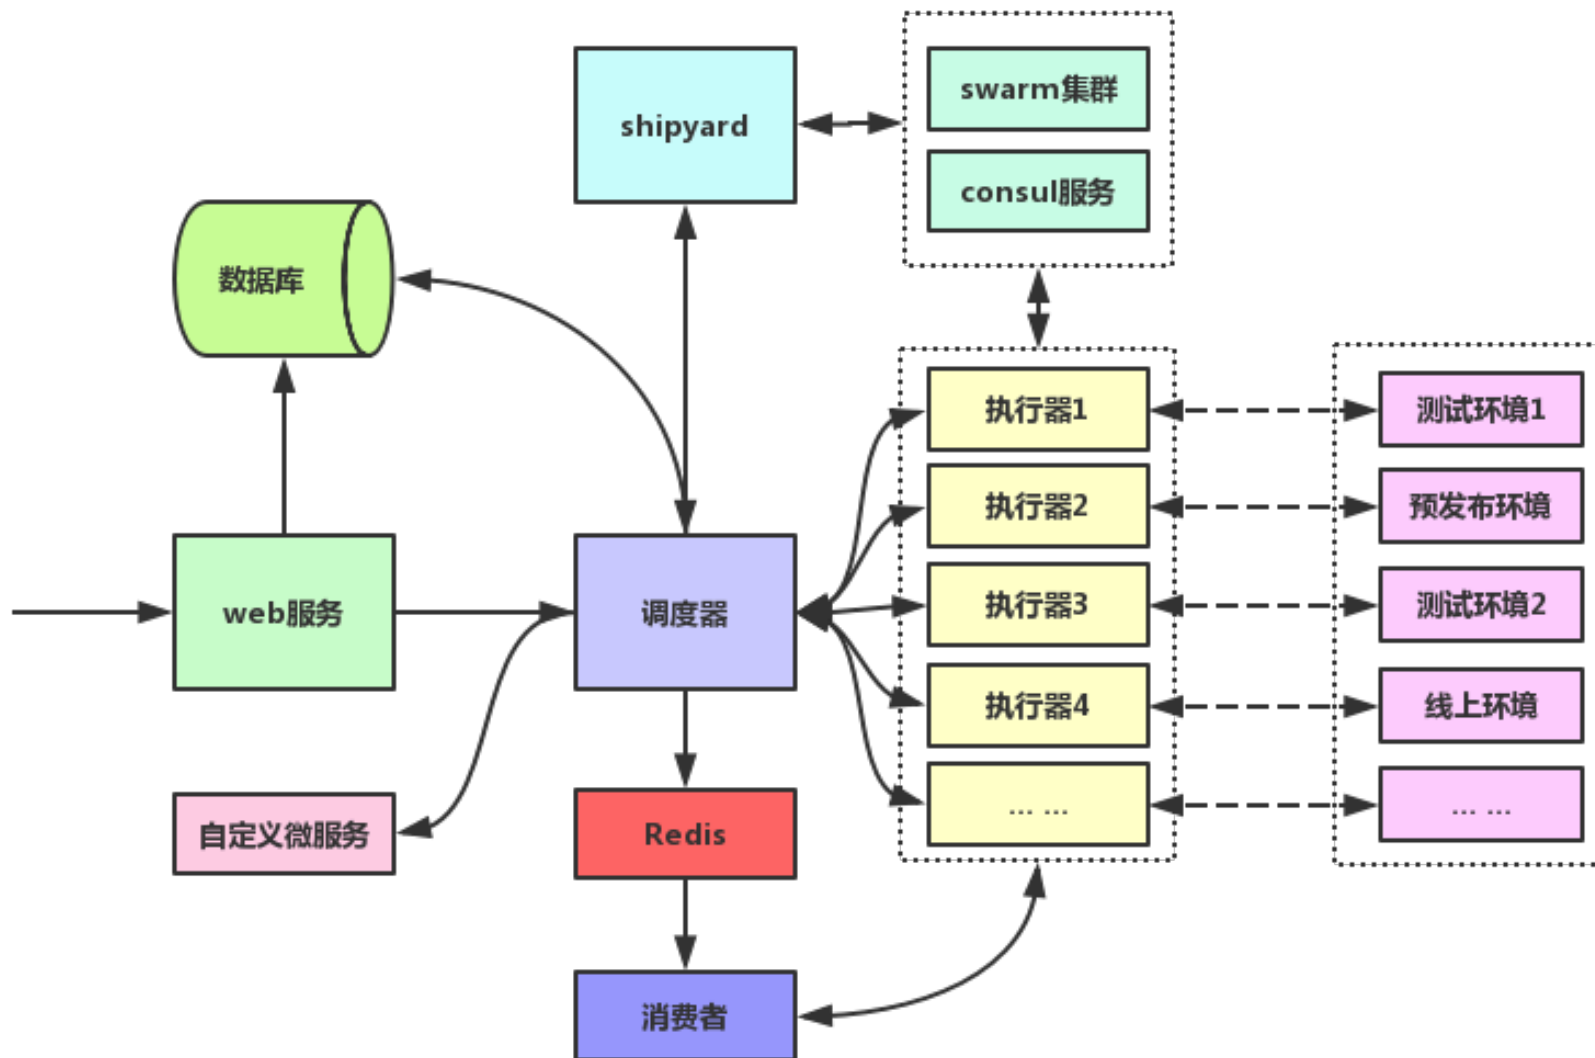 swarm集群
shipyard
consul服务
数据库
执行器1
测试环境1
执行器2
预发布环境
web服务
调度器
执行器3
测试环境2
执行器4
线上环境
自定义微服务
Redis
... ...
... ...
消费者